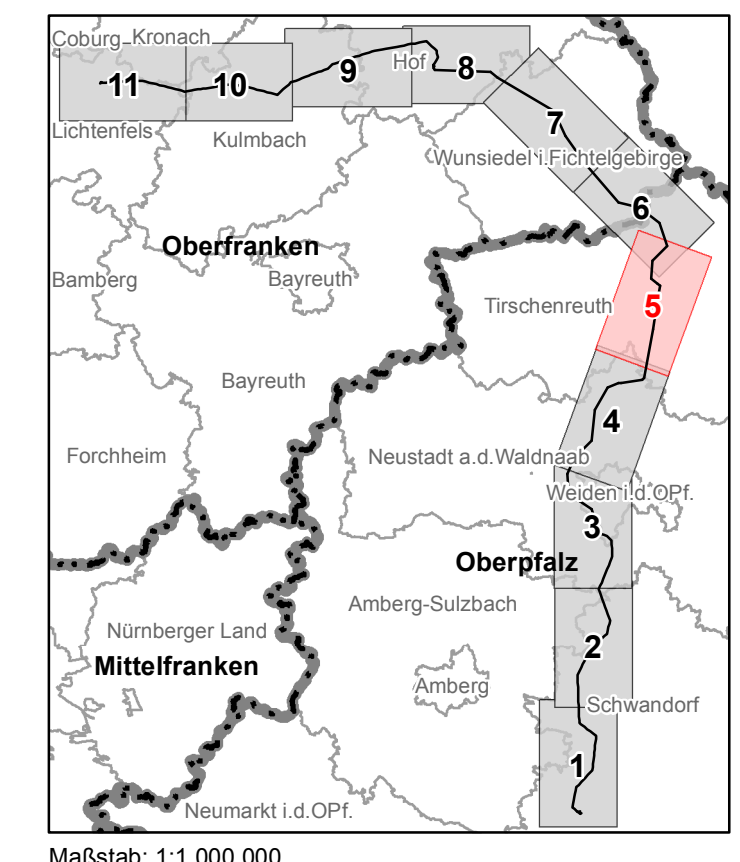 Coburg Kronach
11
10
9
Hof
8
Lichtenfels
Kulmbach
7
Wunsiedel i.Fichtelgebirge
6
Oberfranken
Bamberg
Bayreuth
Tirschenreuth
5
Bayreuth
4
Forchheim
Neustadt a.d.Waldnaab
Weiden i.d.OPf.
3
Oberpfalz
Amberg-Sulzbach
Nürnberger Land
2
Mittelfranken
Amberg
Schwandorf
1
Neumarkt i.d.OPf.
Maßstab: 1:1 000 000